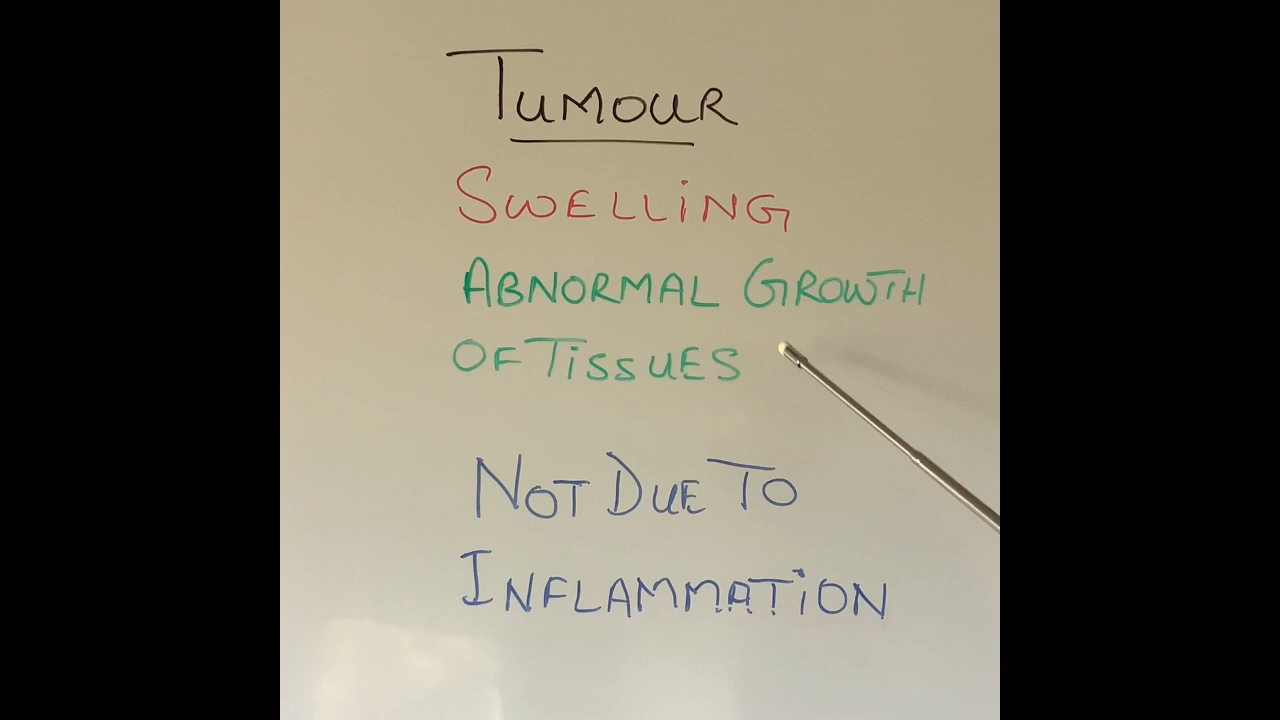 TUMOUR
SWELLiNG
ABNORMAL GROWTH
OF TiSSUES
NOT DUE TO
INFLAMMATiON